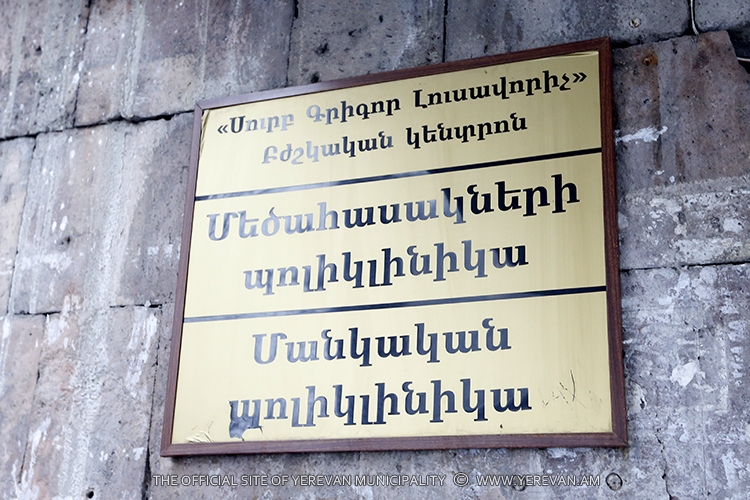 «Սուրբ Գրիգոր Լուսավորիչ»
Բժշկական կենտրոն
Մեծահասակների
պոլիկլինիկա
Մանկական
պոլիկլինիկա
THE OFFICIAL SITE OF YEREVAN MUNICIPALITY © WWW.YEREVAN.AM